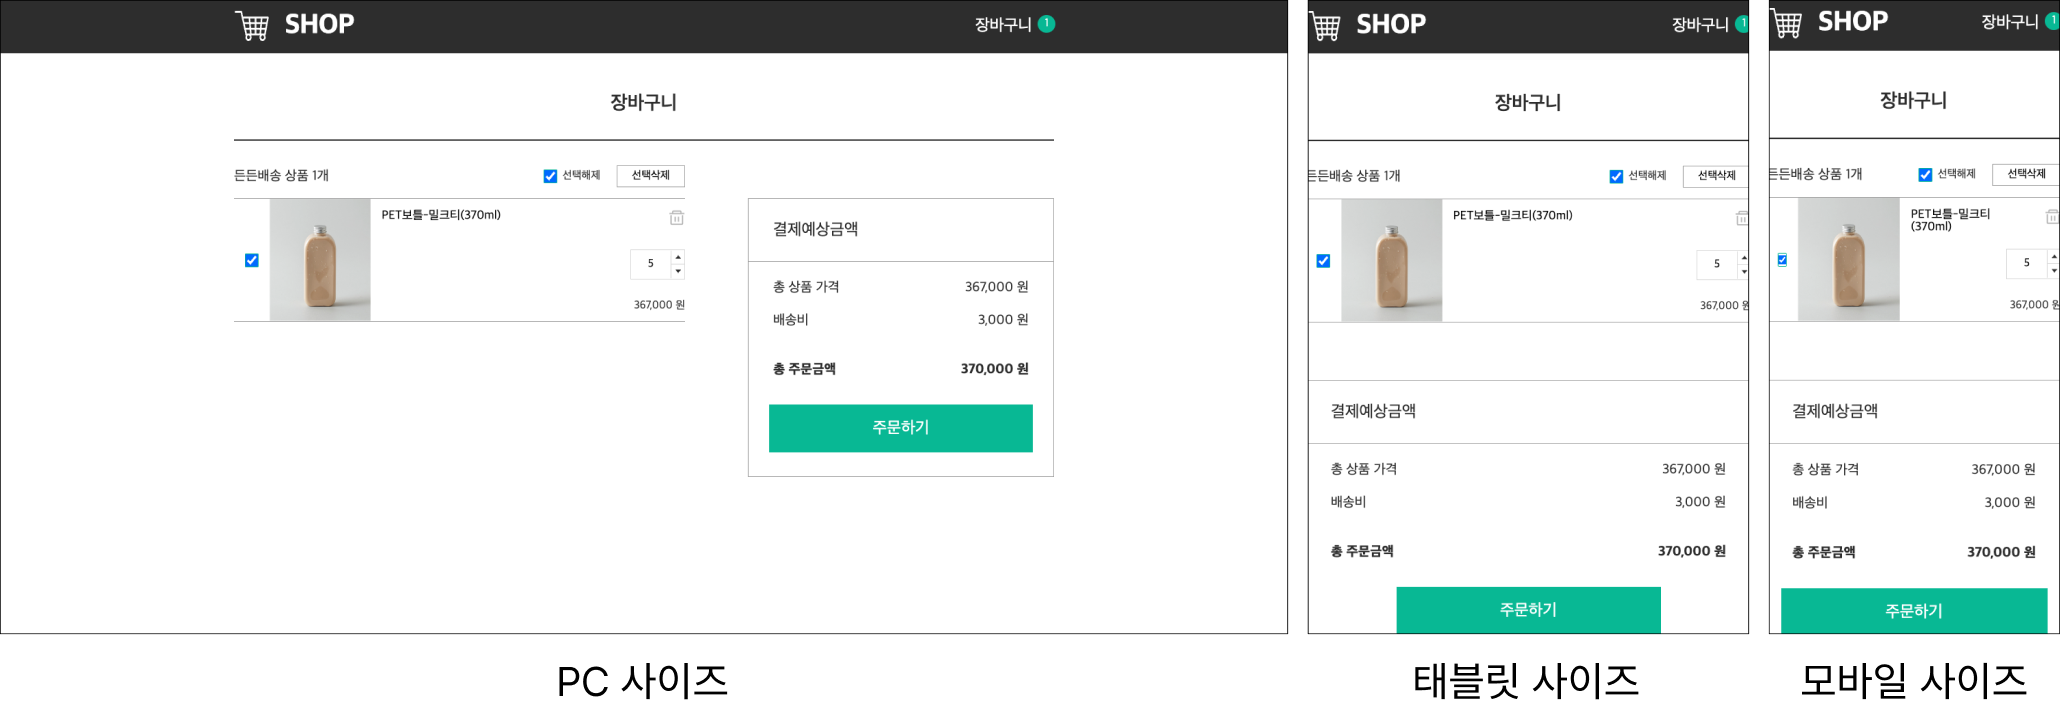 SHOP
장바구니 1
장바구니
든든배송 상품 1개
선택해제
선택삭제
PET보틀-밀크티(370ml)
5
367,000 원
결제예상금액
총 상품 가격 367,000 원
배송비 3,000 원
총 주문금액 370,000 원
주문하기
PC 사이즈
SHOP
장바구니 1
장바구니
든든배송 상품 1개
선택해제
선택삭제
PET보틀-밀크티(370ml)
5
367,000 원
결제예상금액
총 상품 가격 367,000 원
배송비 3,000 원
총 주문금액 370,000 원
주문하기
태블릿 사이즈
SHOP
장바구니 1
장바구니
든든배송 상품 1개
선택해제
선택삭제
PET보틀-밀크티
(370ml)
5
367,000 원
결제예상금액
총 상품 가격 367,000 원
배송비 3,000 원
총 주문금액 370,000 원
주문하기
모바일 사이즈